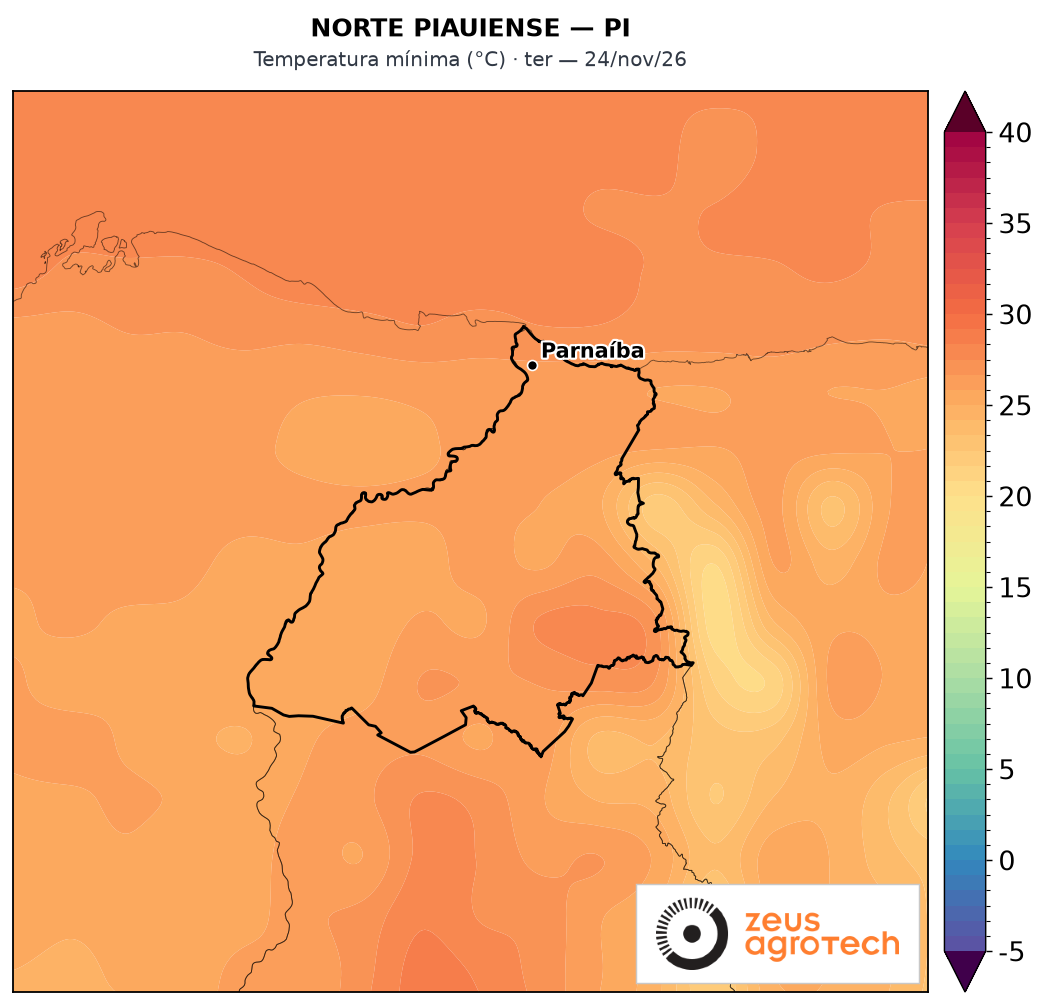 NORTE PIAUIENSE — PI
Temperatura mínima (°C) · ter — 24/nov/26
Parnaíba
40
35
30
25
20
15
10
5
0
-5
zeus
agrotech